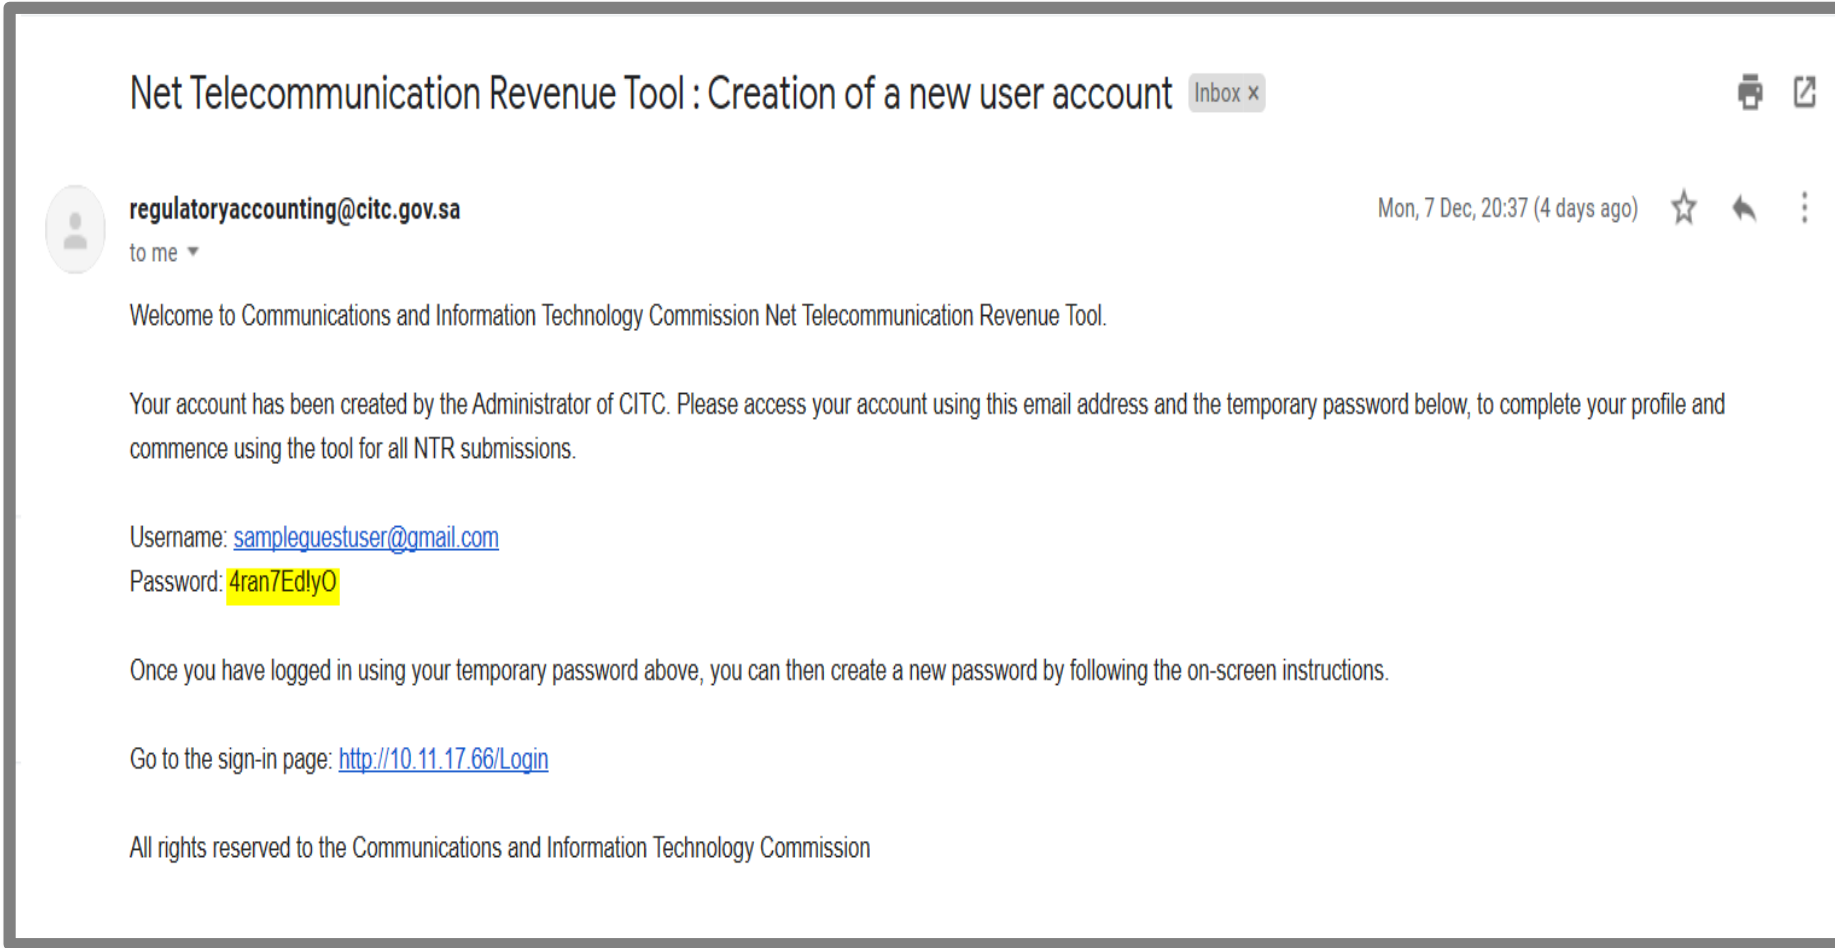 Net Telecommunication Revenue Tool : Creation of a new user account Inbox ×
regulatoryaccounting@citc.gov.sa Mon, 7 Dec, 20:37 (4 days ago)
to me
Welcome to Communications and Information Technology Commission Net Telecommunication Revenue Tool.
Your account has been created by the Administrator of CITC. Please access your account using this email address and the temporary password below, to complete your profile and
commence using the tool for all NTR submissions.
Username: sampleguestuser@gmail.com
Password: 4ran7Ed!yO
Once you have logged in using your temporary password above, you can then create a new password by following the on-screen instructions.
Go to the sign-in page: http://10.11.17.66/Login
All rights reserved to the Communications and Information Technology Commission